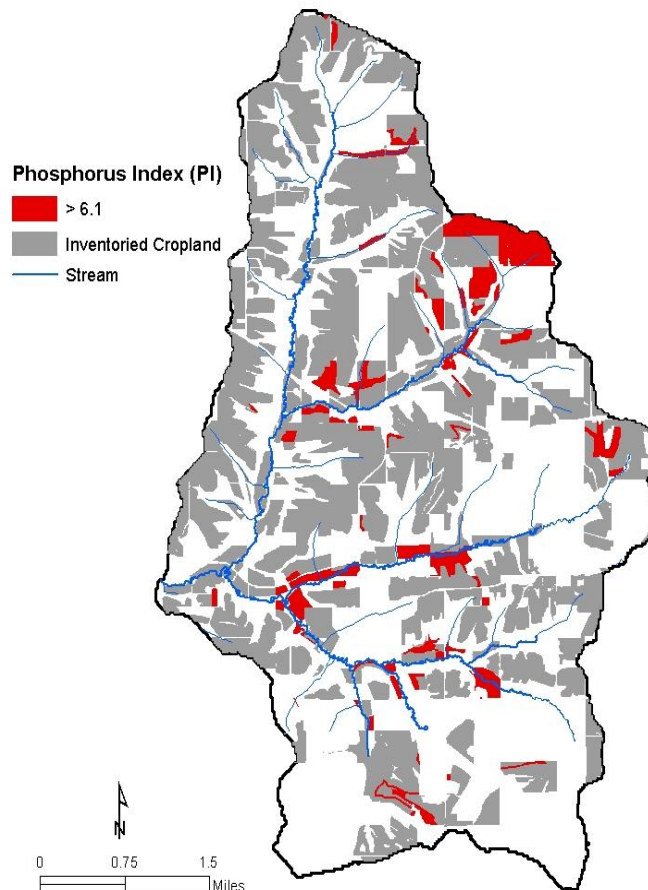 Phosphorus Index (PI)
> 6.1
Inventoried Cropland
Stream
N
0 0.75 1.5
Miles